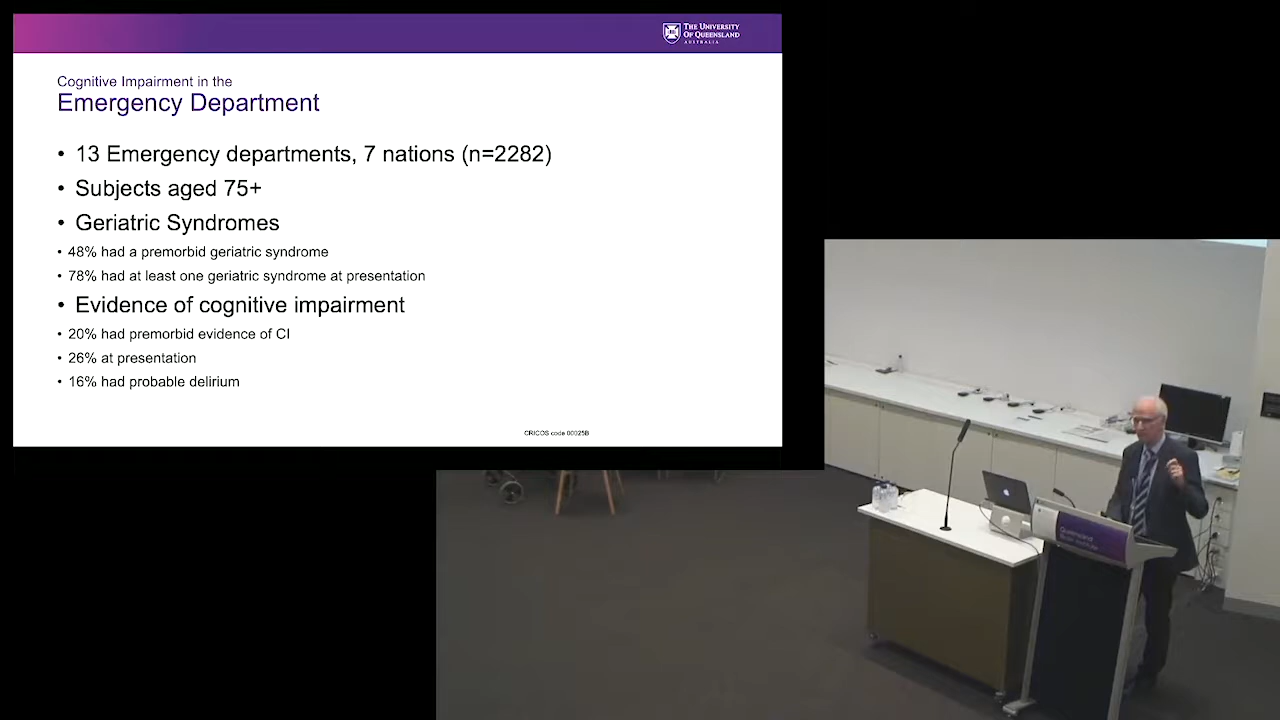 THE UNIVERSITY
OF QUEENSLAND
AUSTRALIA
Cognitive Impairment in the
Emergency Department
• 13 Emergency departments, 7 nations (n=2282)
• Subjects aged 75+
• Geriatric Syndromes
• 48% had a premorbid geriatric syndrome
• 78% had at least one geriatric syndrome at presentation
• Evidence of cognitive impairment
• 20% had premorbid evidence of CI
• 26% at presentation
• 16% had probable delirium
CRICOS code 00025B
Queensland